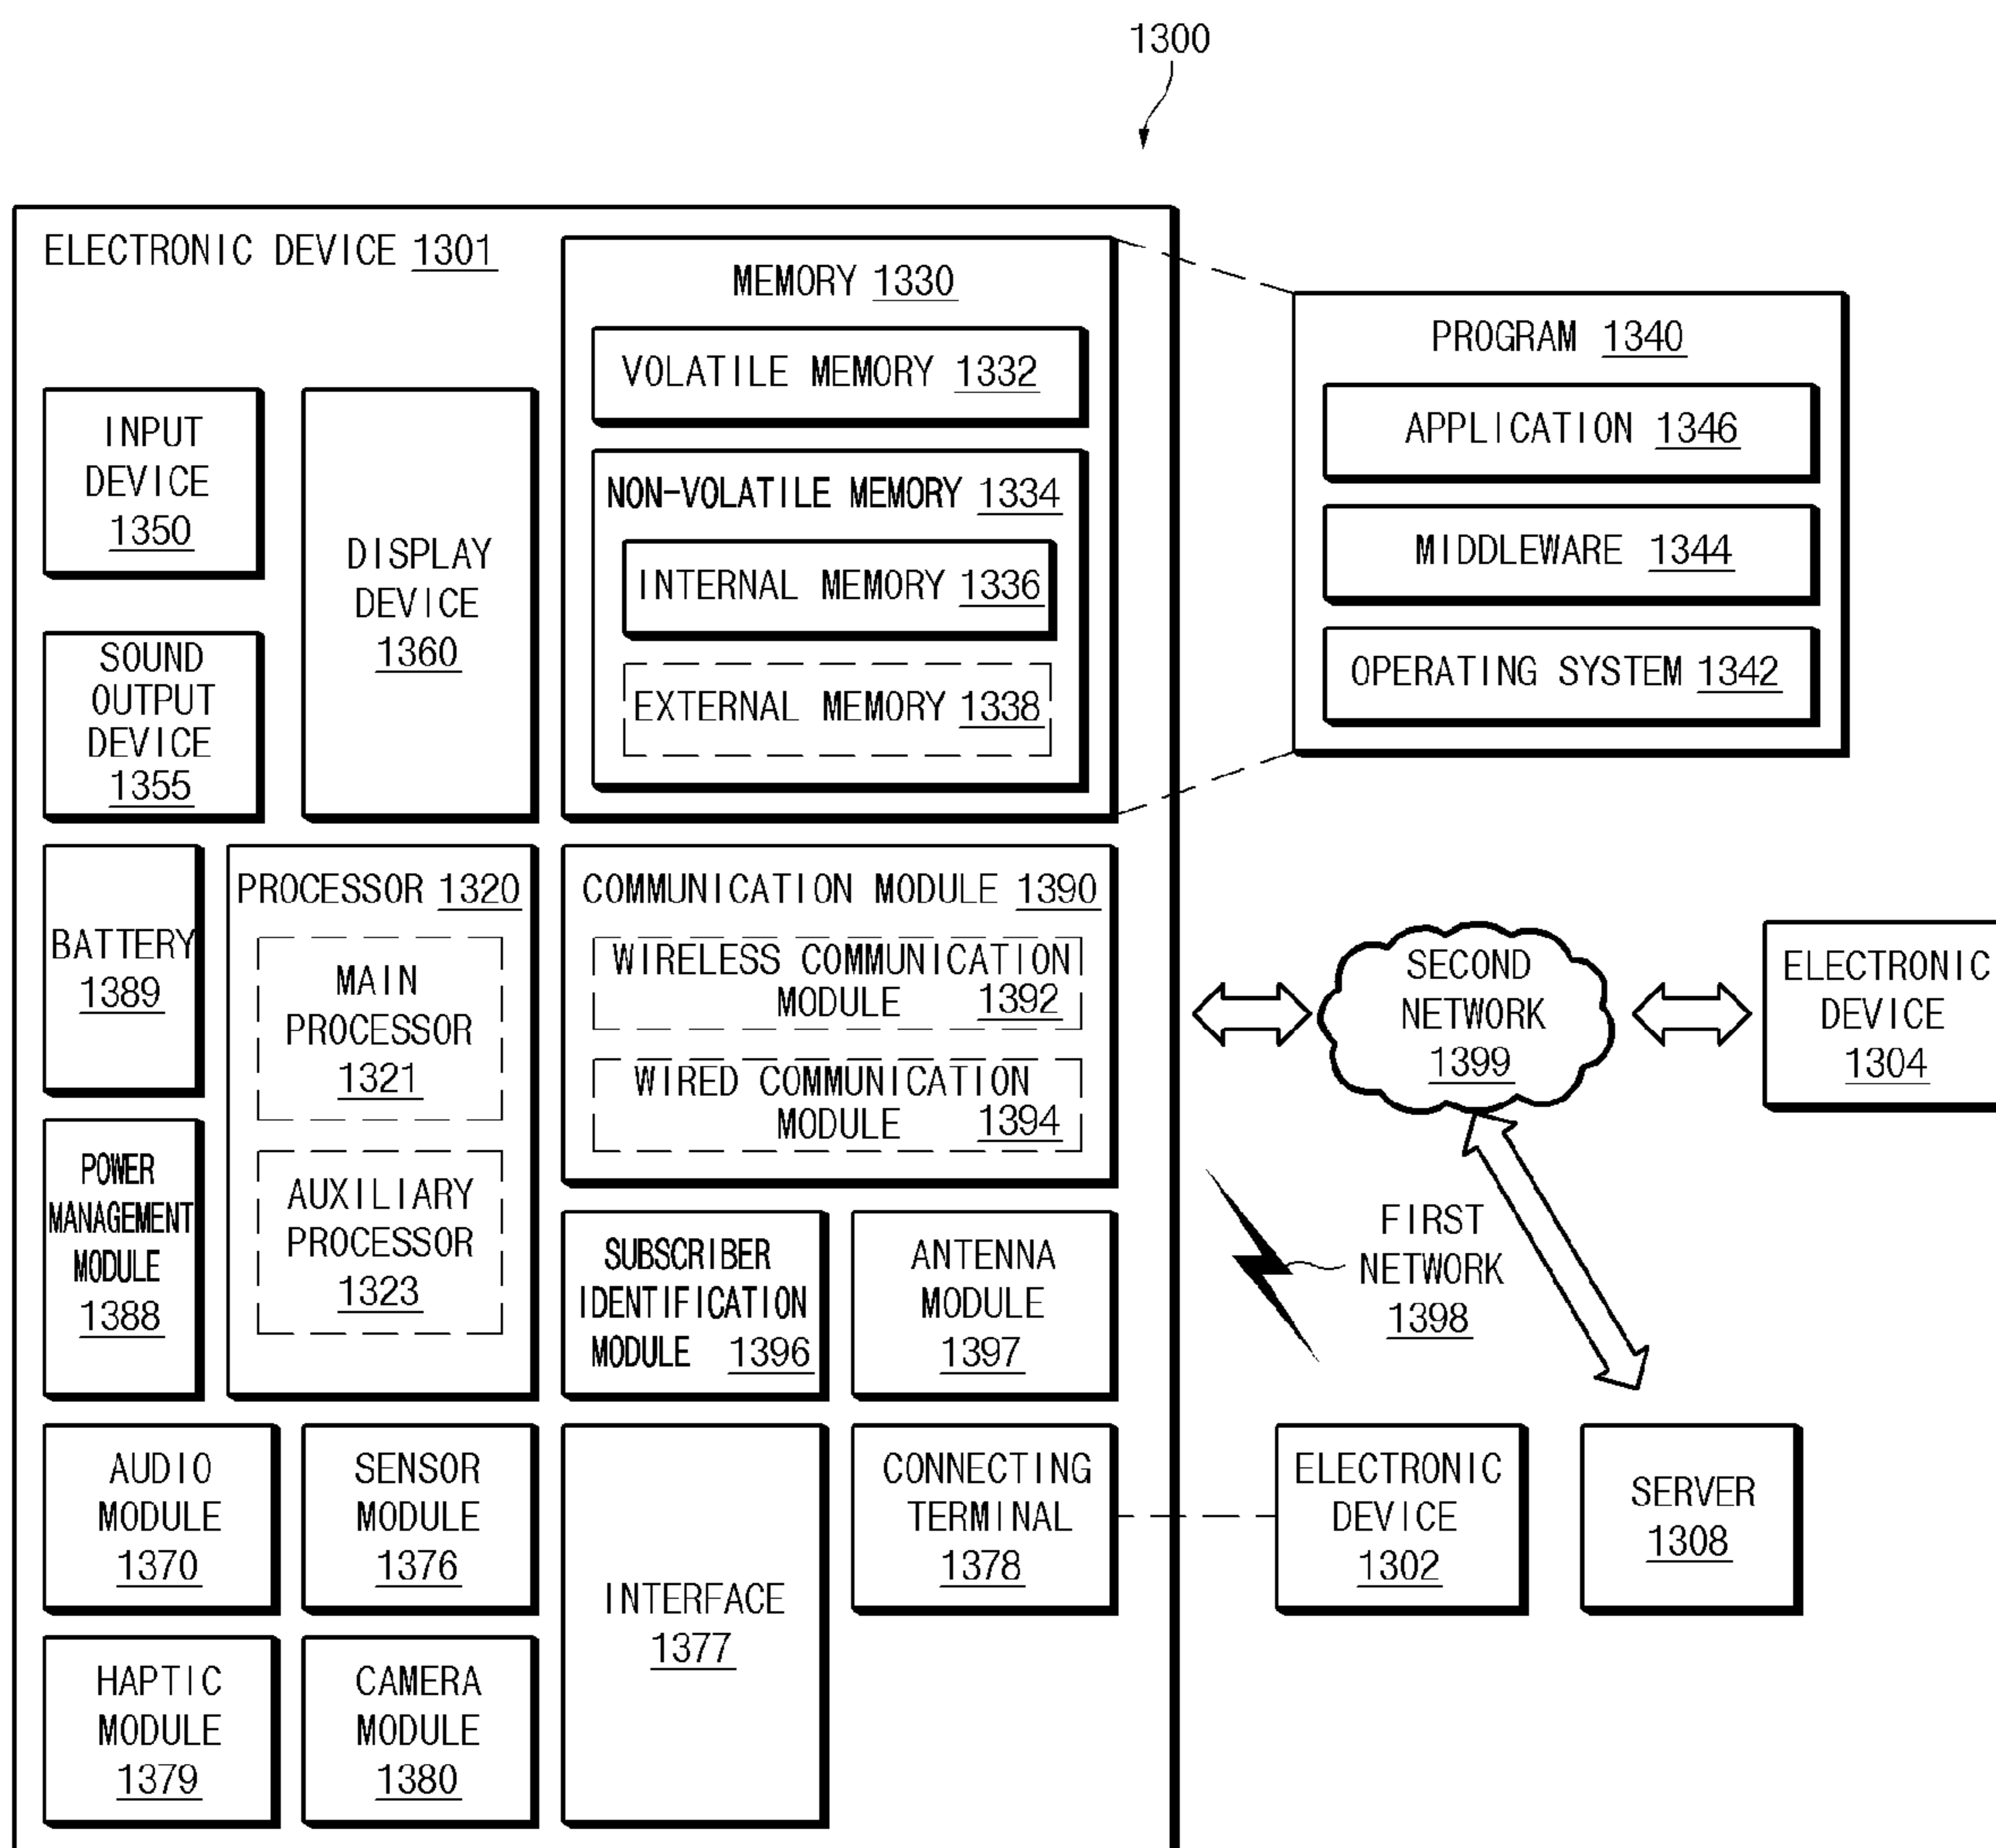 1300
ELECTRONIC DEVICE 1301
MEMORY 1330
VOLATILE MEMORY 1332
NON-VOLATILE MEMORY 1334
INTERNAL MEMORY 1336
EXTERNAL MEMORY 1338
PROGRAM 1340
APPLICATION 1346
MIDDLEWARE 1344
OPERATING SYSTEM 1342
INPUT
DEVICE
1350
DISPLAY
DEVICE
1360
SOUND
OUTPUT
DEVICE
1355
BATTERY
1389
PROCESSOR 1320
MAIN
PROCESSOR
1321
AUXILIARY
PROCESSOR
1323
POWER
MANAGEMENT
MODULE
1388
COMMUNICATION MODULE 1390
WIRELESS COMMUNICATION
MODULE 1392
WIRED COMMUNICATION
MODULE 1394
SUBSCRIBER
IDENTIFICATION
MODULE 1396
ANTENNA
MODULE
1397
SECOND
NETWORK
1399
ELECTRONIC
DEVICE
1304
FIRST
NETWORK
1398
AUDIO
MODULE
1370
SENSOR
MODULE
1376
INTERFACE
1377
CONNECTING
TERMINAL
1378
ELECTRONIC
DEVICE
1302
SERVER
1308
HAPTIC
MODULE
1379
CAMERA
MODULE
1380